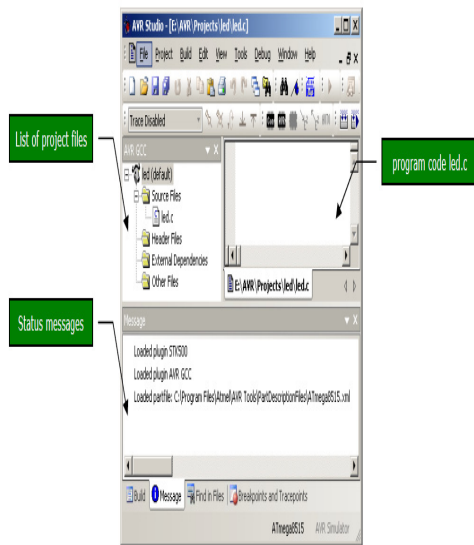 AVR Studio - [E:\AVR\Projects\led\led.c]
File Project Build Edit View Tools Debug Window Help
Trace Disabled
AVR GCC
List of project files
led (default)
Source Files
led.c
Header Files
External Dependencies
Other Files
program code led.c
E:\AVR\Projects\led\led.c
Status messages
Message
Loaded plugin STK500
Loaded plugin AVR GCC
Loaded partfile: C:\Program Files\Atmel\AVR Tools\PartDescriptionFiles\ATmega8515.xml
Build Message Find in Files Breakpoints and Tracepoints
ATmega8515 AVR Simulator